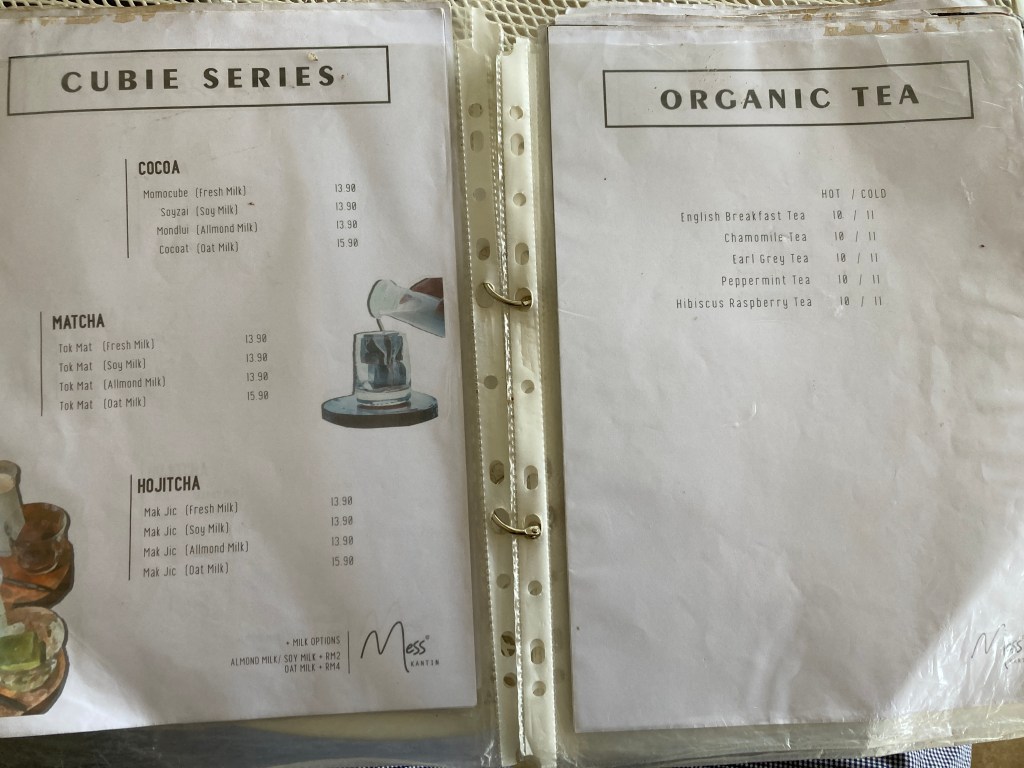 CUBIE SERIES
COCOA
Momocube (Fresh Milk) 13.90
Soyzai (Soy Milk) 13.90
Mondlui (Allmond Milk) 13.90
Cocoat (Oat Milk) 15.90
MATCHA
Tok Mat (Fresh Milk) 13.90
Tok Mat (Soy Milk) 13.90
Tok Mat (Allmond Milk) 13.90
Tok Mat (Oat Milk) 15.90
HOJITCHA
Mak Jic (Fresh Milk) 13.90
Mak Jic (Soy Milk) 13.90
Mak Jic (Allmond Milk) 13.90
Mak Jic (Oat Milk) 15.90
+ MILK OPTIONS
ALMOND MILK/ SOY MILK + RM2
OAT MILK + RM4
Mess
KANTIN
ORGANIC TEA
HOT / COLD
English Breakfast Tea 10 / 11
Chamomile Tea 10 / 11
Earl Grey Tea 10 / 11
Peppermint Tea 10 / 11
Hibiscus Raspberry Tea 10 / 11